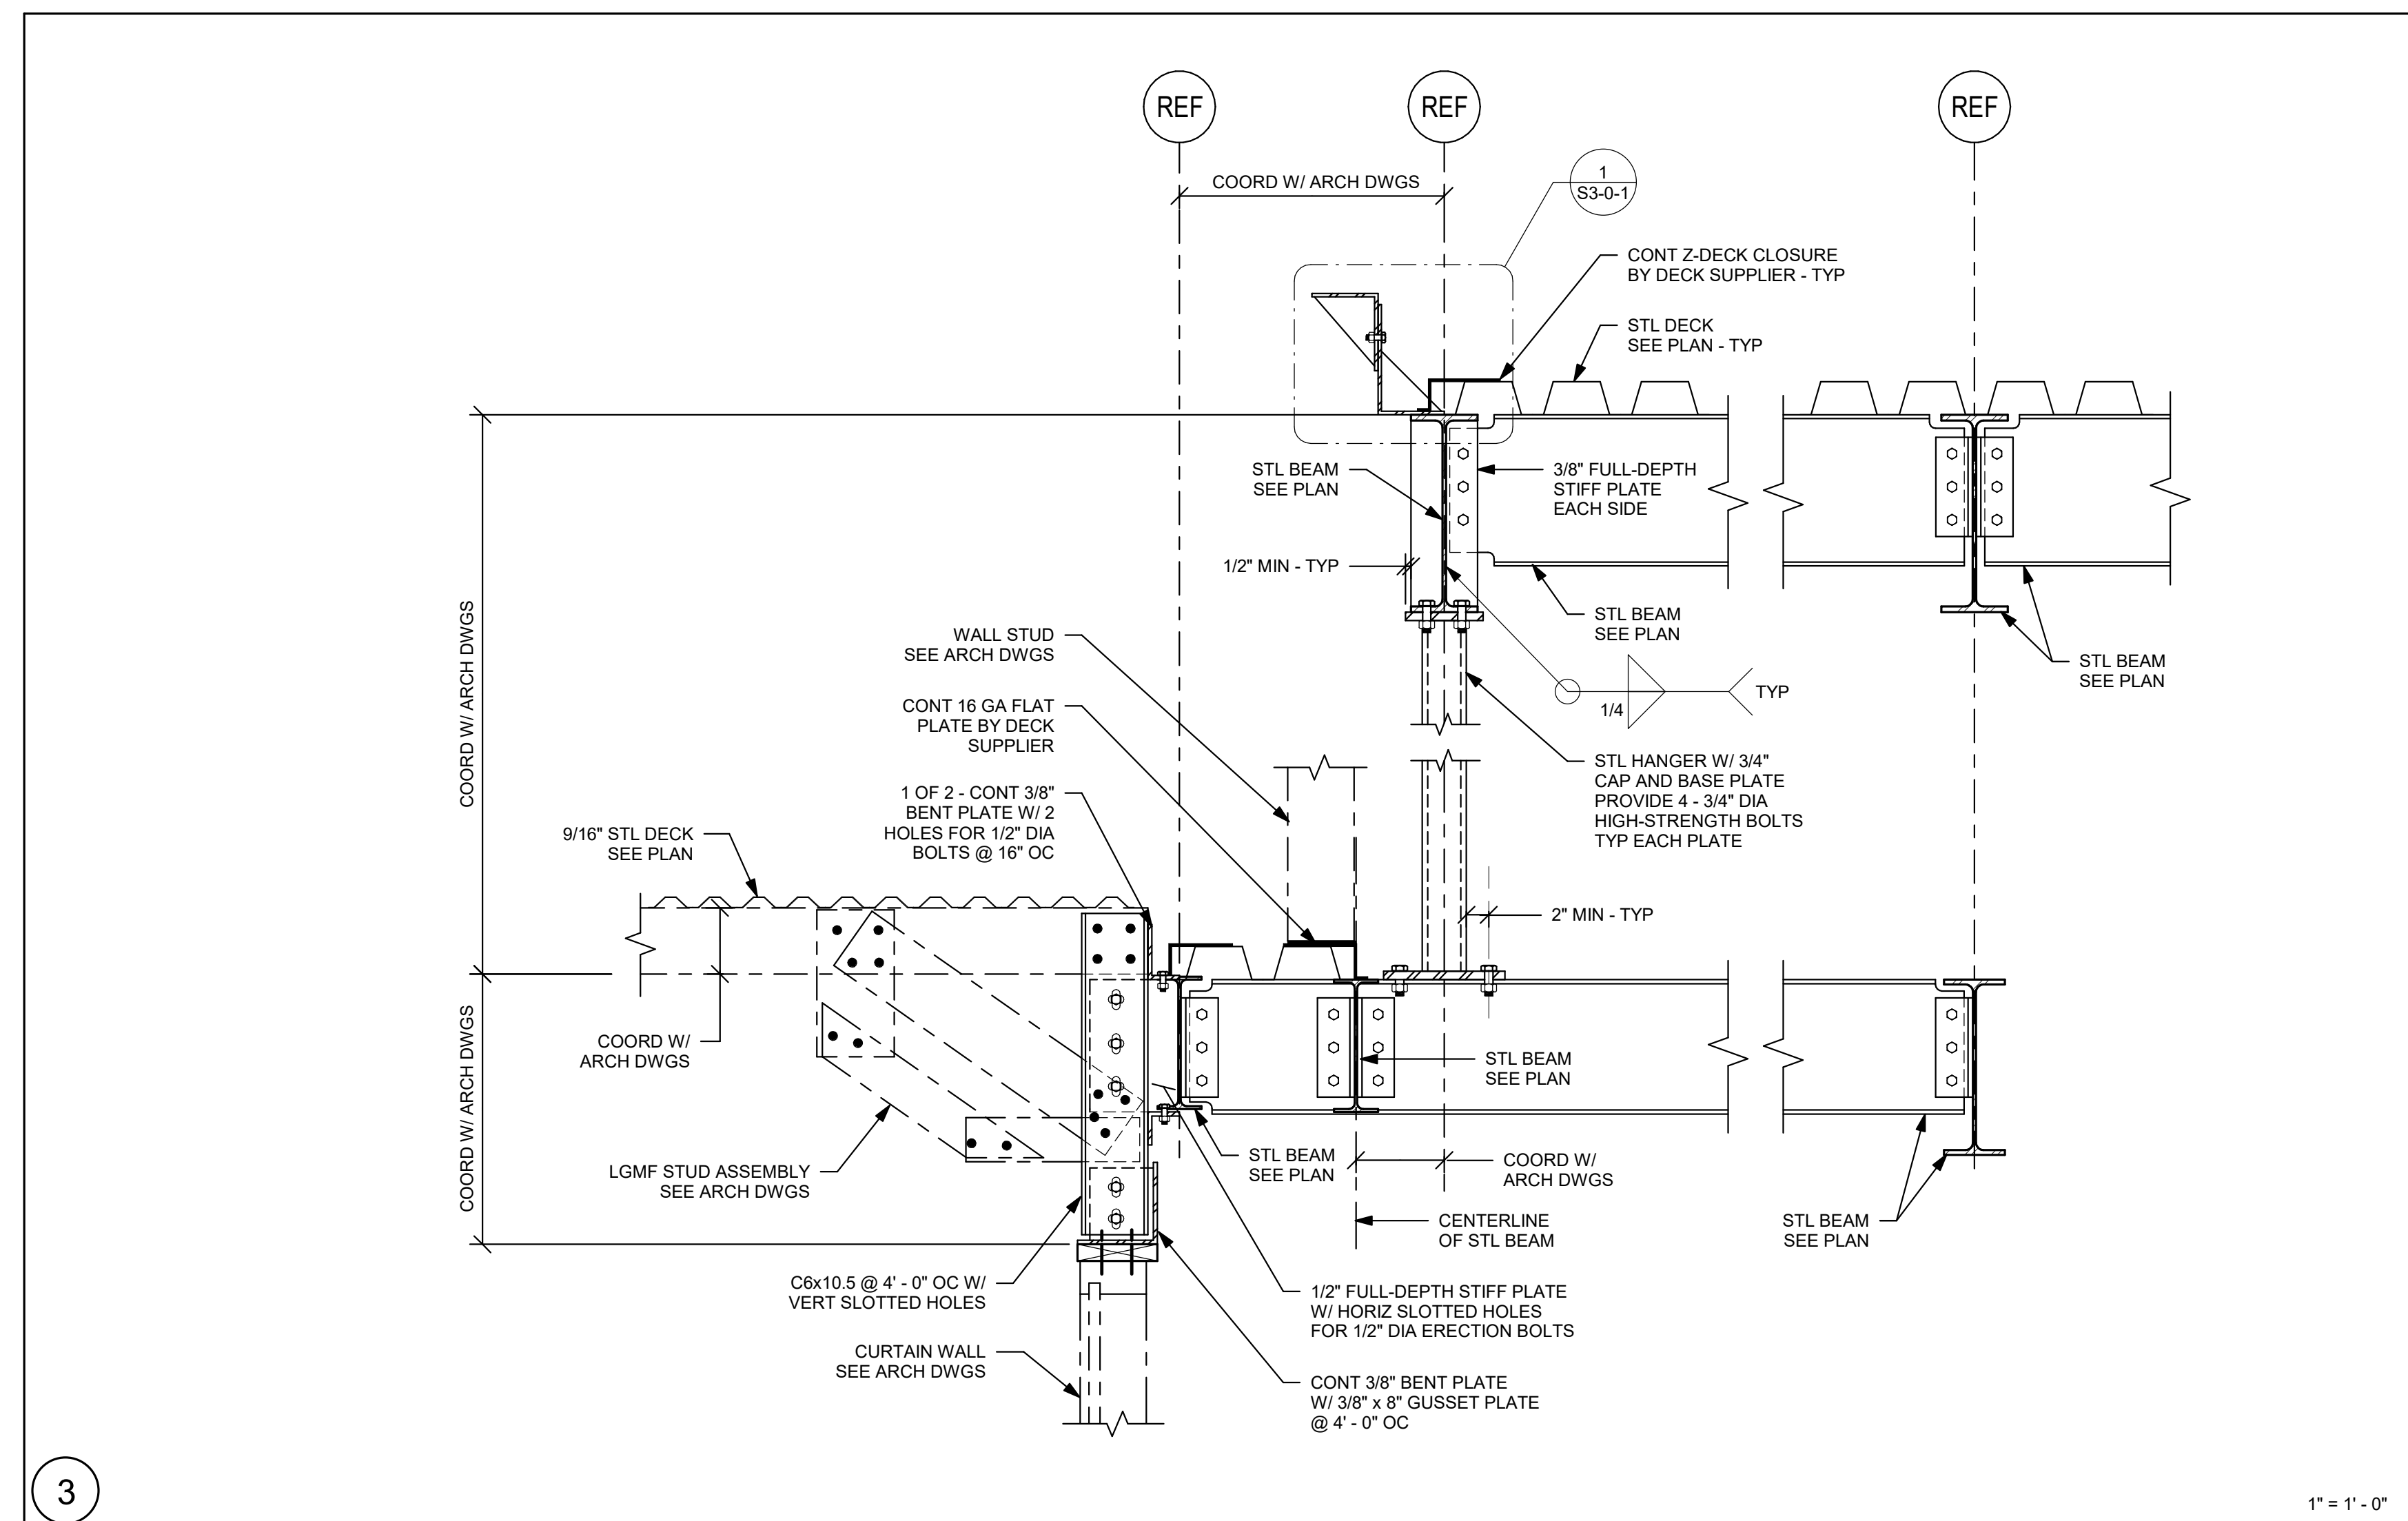 REF
REF
REF
COORD W/ ARCH DWGS
1
S3-0-1
CONT Z-DECK CLOSURE
BY DECK SUPPLIER - TYP
STL DECK
SEE PLAN - TYP
STL BEAM
SEE PLAN
3/8" FULL-DEPTH
STIFF PLATE
EACH SIDE
1/2" MIN - TYP
STL BEAM
SEE PLAN
STL BEAM
SEE PLAN
1/4
TYP
WALL STUD
SEE ARCH DWGS
CONT 16 GA FLAT
PLATE BY DECK
SUPPLIER
1 OF 2 - CONT 3/8"
BENT PLATE W/ 2
HOLES FOR 1/2" DIA
BOLTS @ 16" OC
STL HANGER W/ 3/4"
CAP AND BASE PLATE
PROVIDE 4 - 3/4" DIA
HIGH-STRENGTH BOLTS
TYP EACH PLATE
COORD W/ ARCH DWGS
9/16" STL DECK
SEE PLAN
2" MIN - TYP
COORD W/
ARCH DWGS
COORD W/ ARCH DWGS
STL BEAM
SEE PLAN
LGMF STUD ASSEMBLY
SEE ARCH DWGS
STL BEAM
SEE PLAN
COORD W/
ARCH DWGS
CENTERLINE
OF STL BEAM
STL BEAM
SEE PLAN
C6x10.5 @ 4' - 0" OC W/
VERT SLOTTED HOLES
1/2" FULL-DEPTH STIFF PLATE
W/ HORIZ SLOTTED HOLES
FOR 1/2" DIA ERECTION BOLTS
CURTAIN WALL
SEE ARCH DWGS
CONT 3/8" BENT PLATE
W/ 3/8" x 8" GUSSET PLATE
@ 4' - 0" OC
3
1" = 1' - 0"